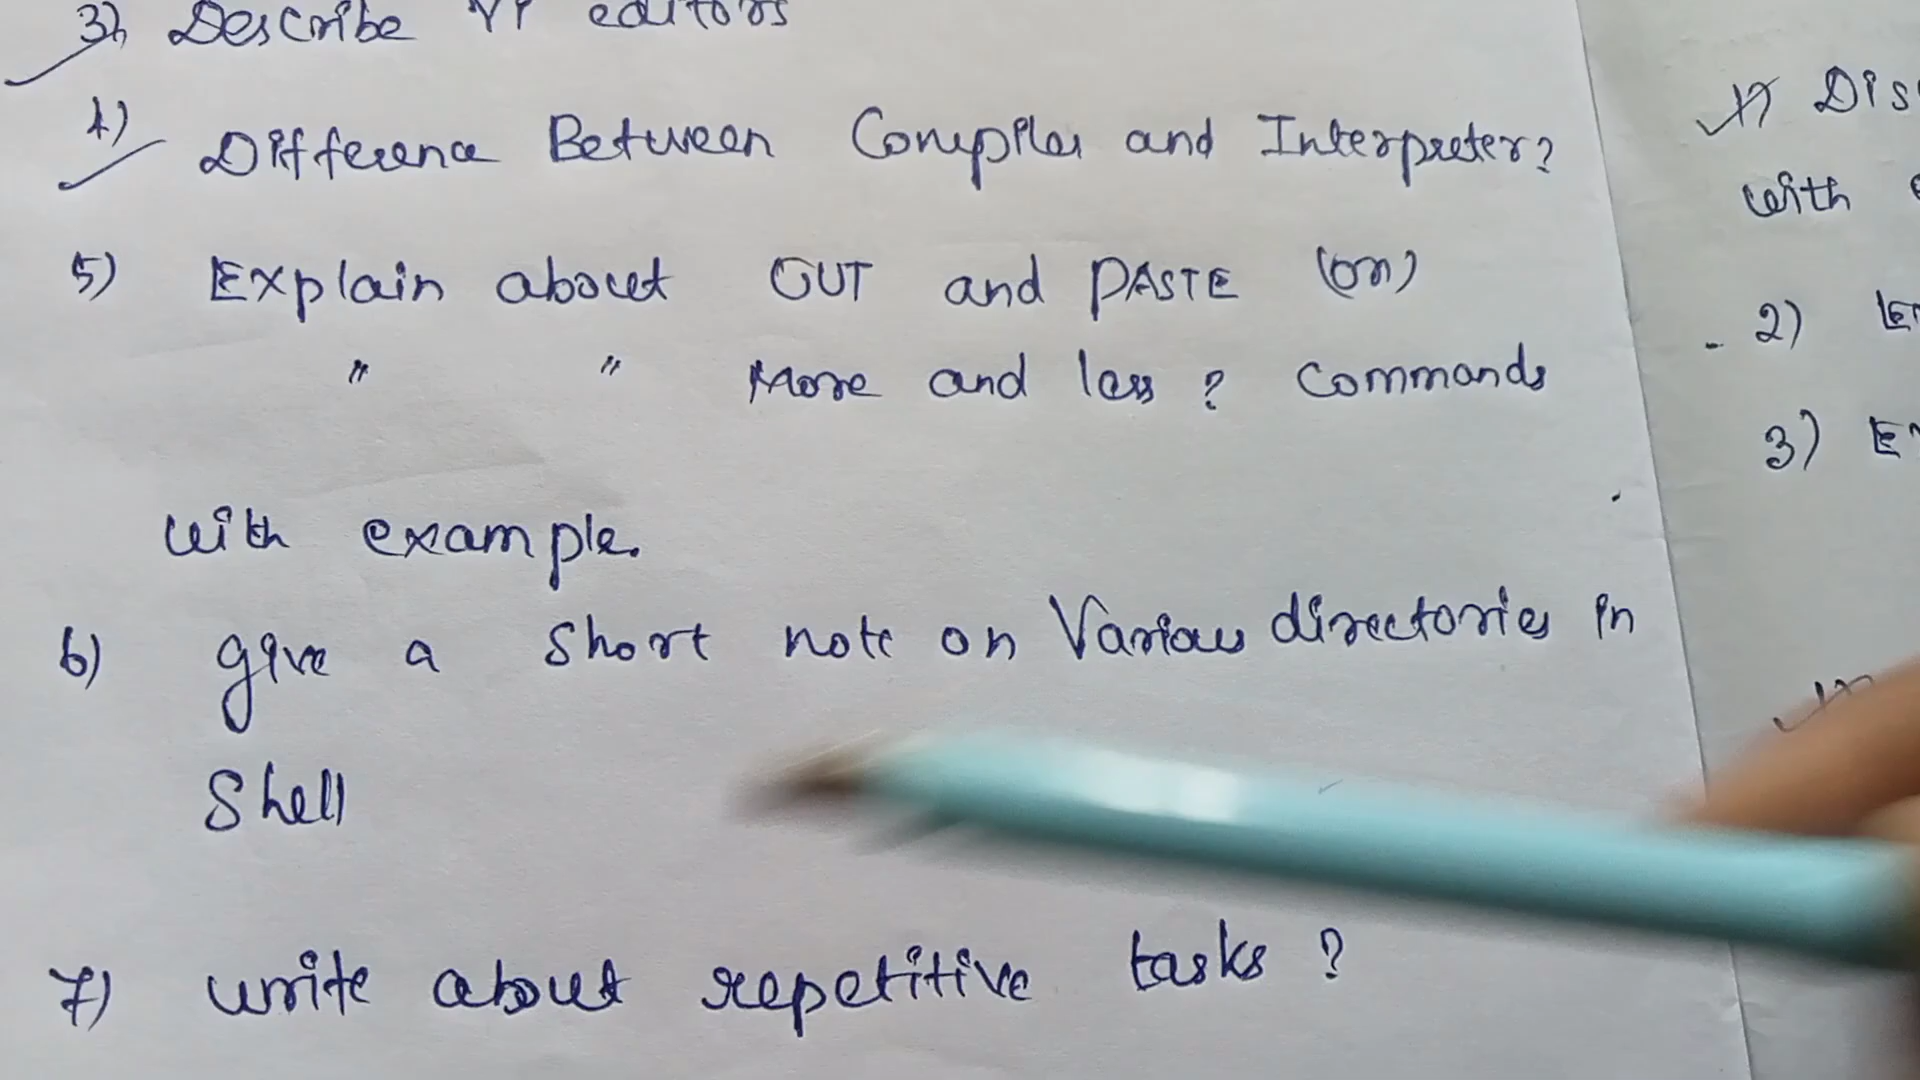 3) Describe VI editors
4) Difference Between Compiler and Interpreter?
5) Explain about CUT and PASTE (or)
" " More and less ? Commands
with example.
6) give a short note on Various directories in
Shell
7) write about repetitive tasks ?
1) Dis
with
2) E
3) Ex